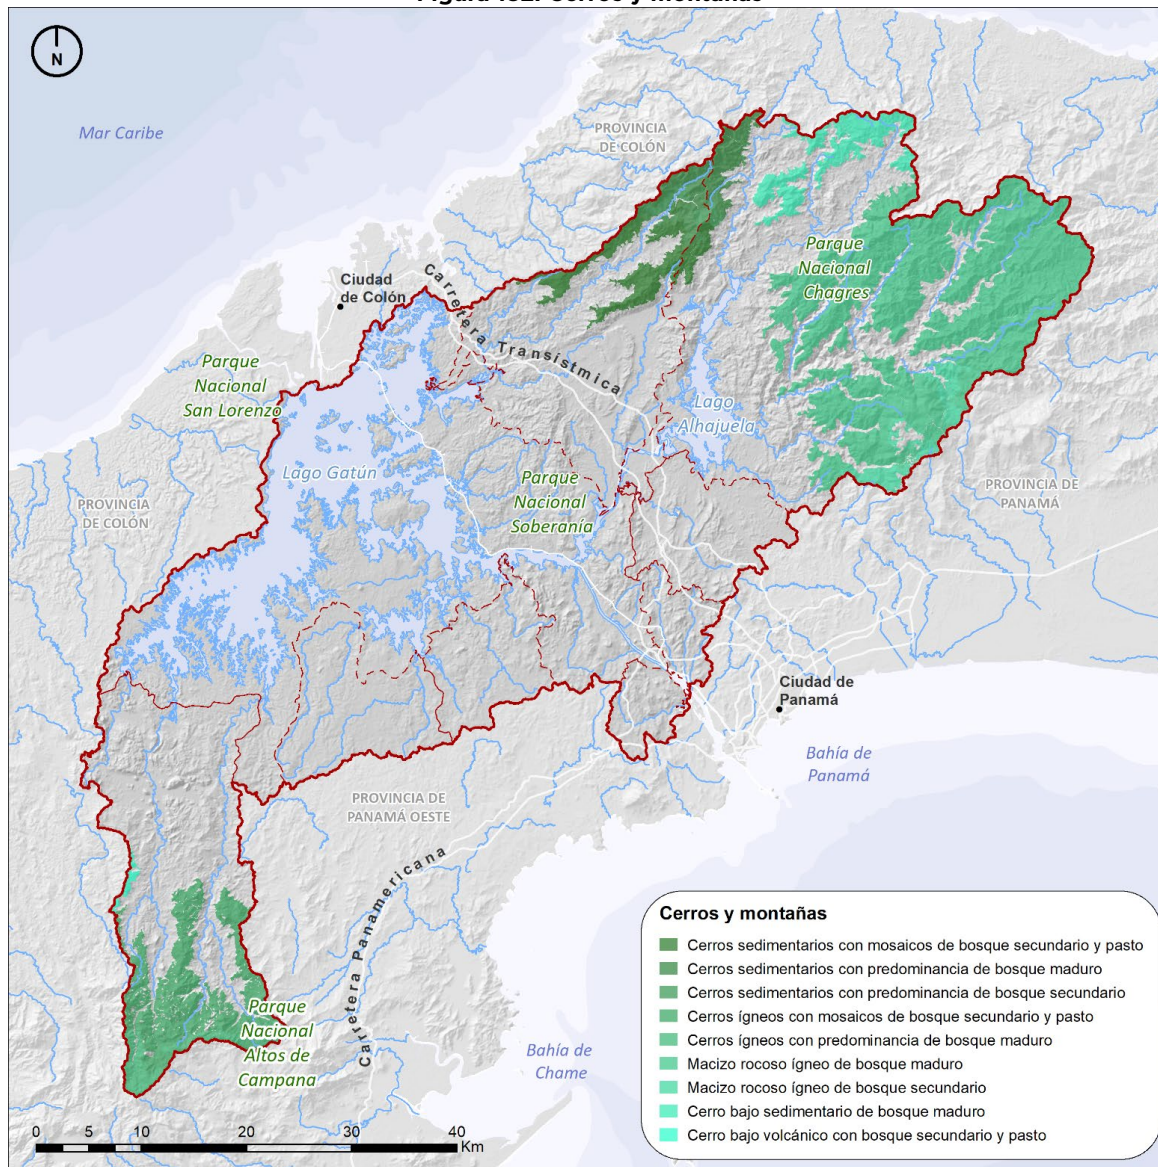 Figura 132. Cerros y montañas
N
Mar Caribe
PROVINCIA
DE COLÓN
Parque
Nacional
Chagres
Ciudad
de Colón
Carretera Transístmica
Parque
Nacional
San Lorenzo
Lago
Alhajuela
Lago Gatún
Parque
Nacional
Soberanía
PROVINCIA
DE COLÓN
PROVINCIA DE
PANAMÁ
Ciudad de
Panamá
Bahía de
Panamá
PROVINCIA DE
PANAMÁ OESTE
Carretera Panamericana
Parque
Nacional
Altos de
Campana
Bahía de
Chame
0 5 10 20 30 40
Km
Cerros y montañas
Cerros sedimentarios con mosaicos de bosque secundario y pasto
Cerros sedimentarios con predominancia de bosque maduro
Cerros sedimentarios con predominancia de bosque secundario
Cerros ígneos con mosaicos de bosque secundario y pasto
Cerros ígneos con predominancia de bosque maduro
Macizo rocoso ígneo de bosque maduro
Macizo rocoso ígneo de bosque secundario
Cerro bajo sedimentario de bosque maduro
Cerro bajo volcánico con bosque secundario y pasto